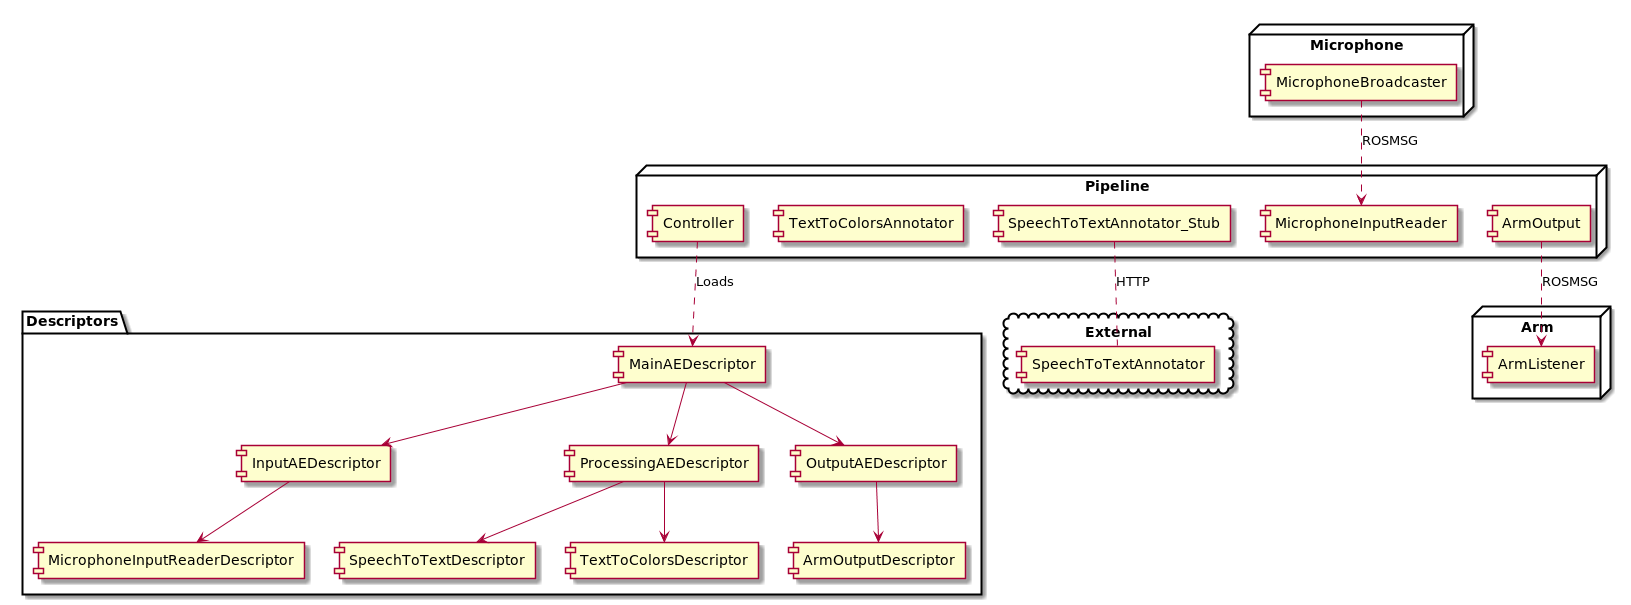 Microphone
MicrophoneBroadcaster
ROSMSG
Pipeline
Controller
TextToColorsAnnotator
SpeechToTextAnnotator_Stub
MicrophoneInputReader
ArmOutput
Loads
HTTP
ROSMSG
Descriptors
External
Arm
MainAEDescriptor
SpeechToTextAnnotator
ArmListener
InputAEDescriptor
ProcessingAEDescriptor
OutputAEDescriptor
MicrophoneInputReaderDescriptor
SpeechToTextDescriptor
TextToColorsDescriptor
ArmOutputDescriptor